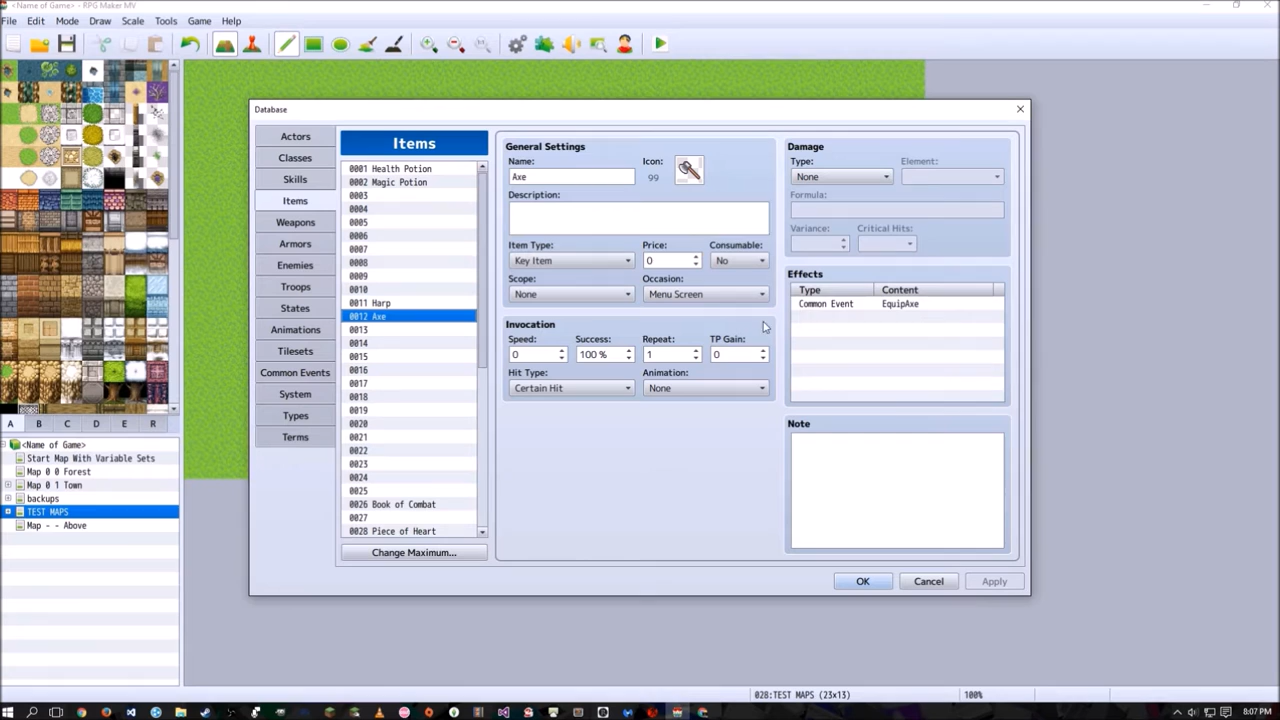 <Name of Game> - RPG Maker MV
File Edit Mode Draw Scale Tools Game Help
Database
Actors
Classes
Skills
Items
Weapons
Armors
Enemies
Troops
States
Animations
Tilesets
Common Events
System
Types
Terms
Items
0001 Health Potion
0002 Magic Potion
0003
0004
0005
0006
0007
0008
0009
0010
0011 Harp
0012 Axe
0013
0014
0015
0016
0017
0018
0019
0020
0021
0022
0023
0024
0025
0026 Book of Combat
0027
0028 Piece of Heart
Change Maximum...
General Settings
Name: Icon:
Axe 99
Description:
Item Type: Price: Consumable:
Key Item 0 No
Scope: Occasion:
None Menu Screen
Invocation
Speed: Success: Repeat: TP Gain:
0 100 % 1 0
Hit Type: Animation:
Certain Hit None
Damage
Type: Element:
None
Formula:
Variance: Critical Hits:
Effects
Type Content
Common Event EquipAxe
Note
OK Cancel Apply
A B C D E R
<Name of Game>
Start Map With Variable Sets
Map 0 0 Forest
Map 0 1 Town
backups
TEST MAPS
Map - - Above
028:TEST MAPS (23x13) 100%
8:07 PM